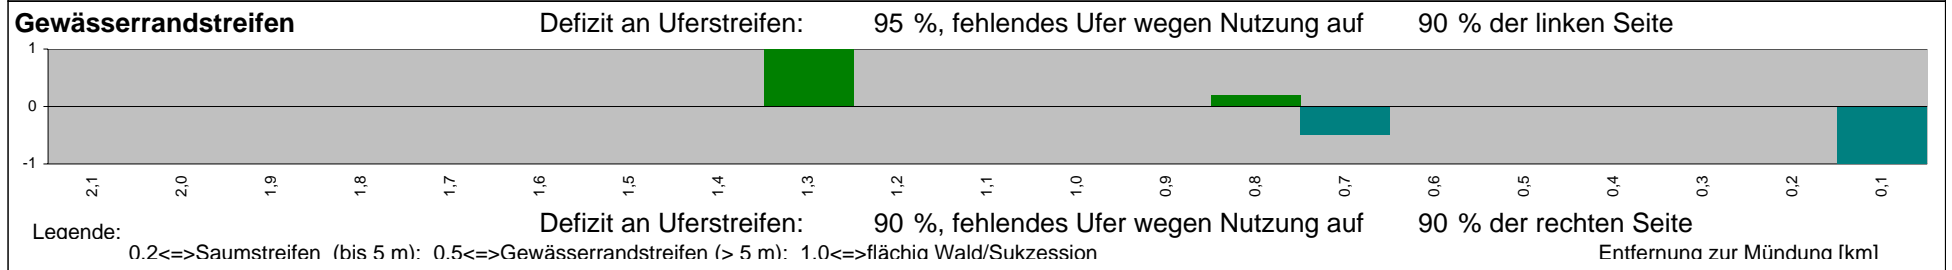 Gewässerrandstreifen Defizit an Uferstreifen: 95 %, fehlendes Ufer wegen Nutzung auf 90 % der linken Seite
1
0
-1
2,1 2,0 1,9 1,8 1,7 1,6 1,5 1,4 1,3 1,2 1,1 1,0 0,9 0,8 0,7 0,6 0,5 0,4 0,3 0,2 0,1
Defizit an Uferstreifen: 90 %, fehlendes Ufer wegen Nutzung auf 90 % der rechten Seite
Legende:
0,2<=>Saumstreifen (bis 5 m); 0,5<=>Gewässerrandstreifen (> 5 m); 1,0<=>flächig Wald/Sukzession Entfernung zur Mündung [km]